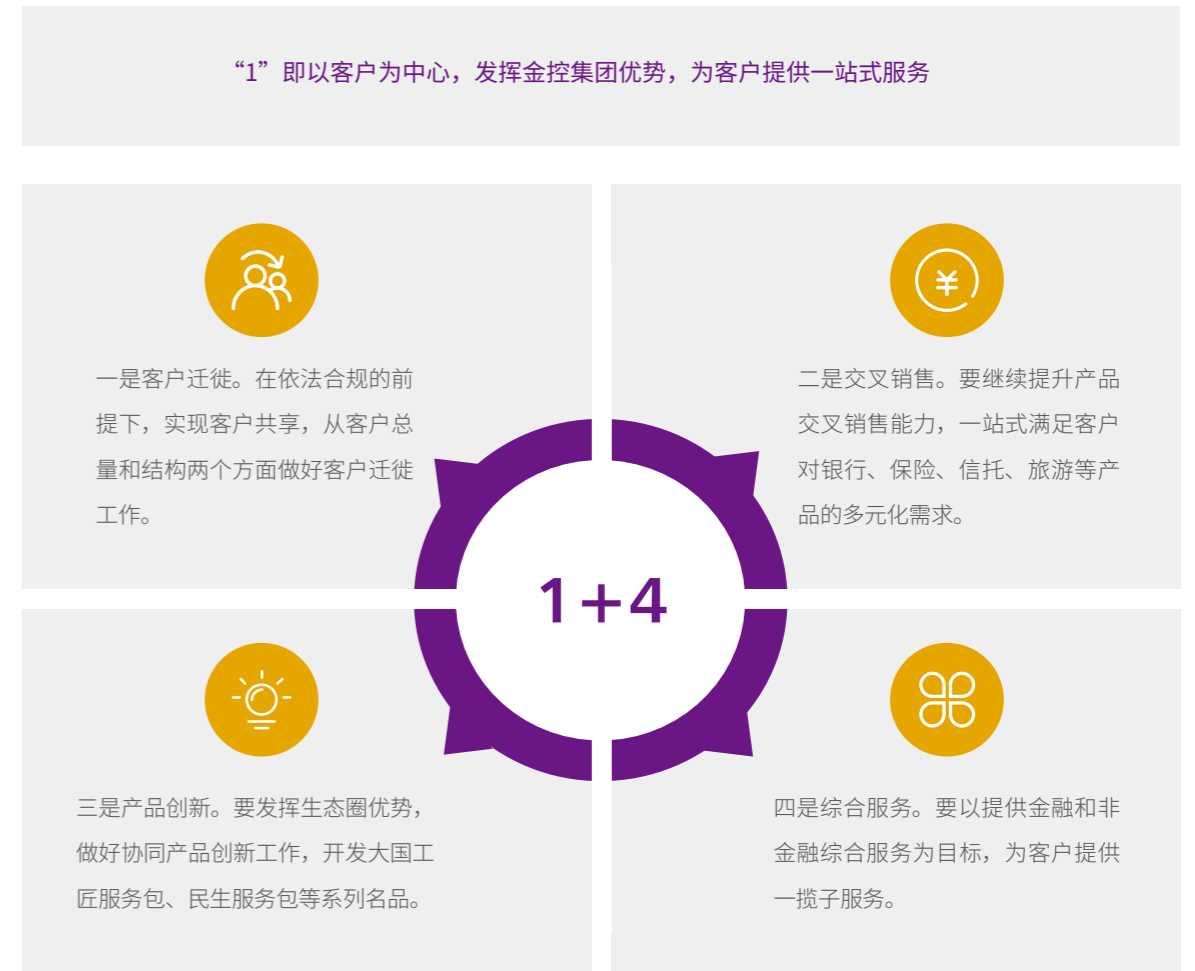 “1”即以客户为中心，发挥金控集团优势，为客户提供一站式服务
一是客户迁徙。在依法合规的前
提下，实现客户共享，从客户总
量和结构两个方面做好客户迁徙
工作。
二是交叉销售。要继续提升产品
交叉销售能力，一站式满足客户
对银行、保险、信托、旅游等产
品的多元化需求。
1+4
三是产品创新。要发挥生态圈优势，
做好协同产品创新工作，开发大国工
匠服务包、民生服务包等系列名品。
四是综合服务。要以提供金融和非
金融综合服务为目标，为客户提供
一揽子服务。